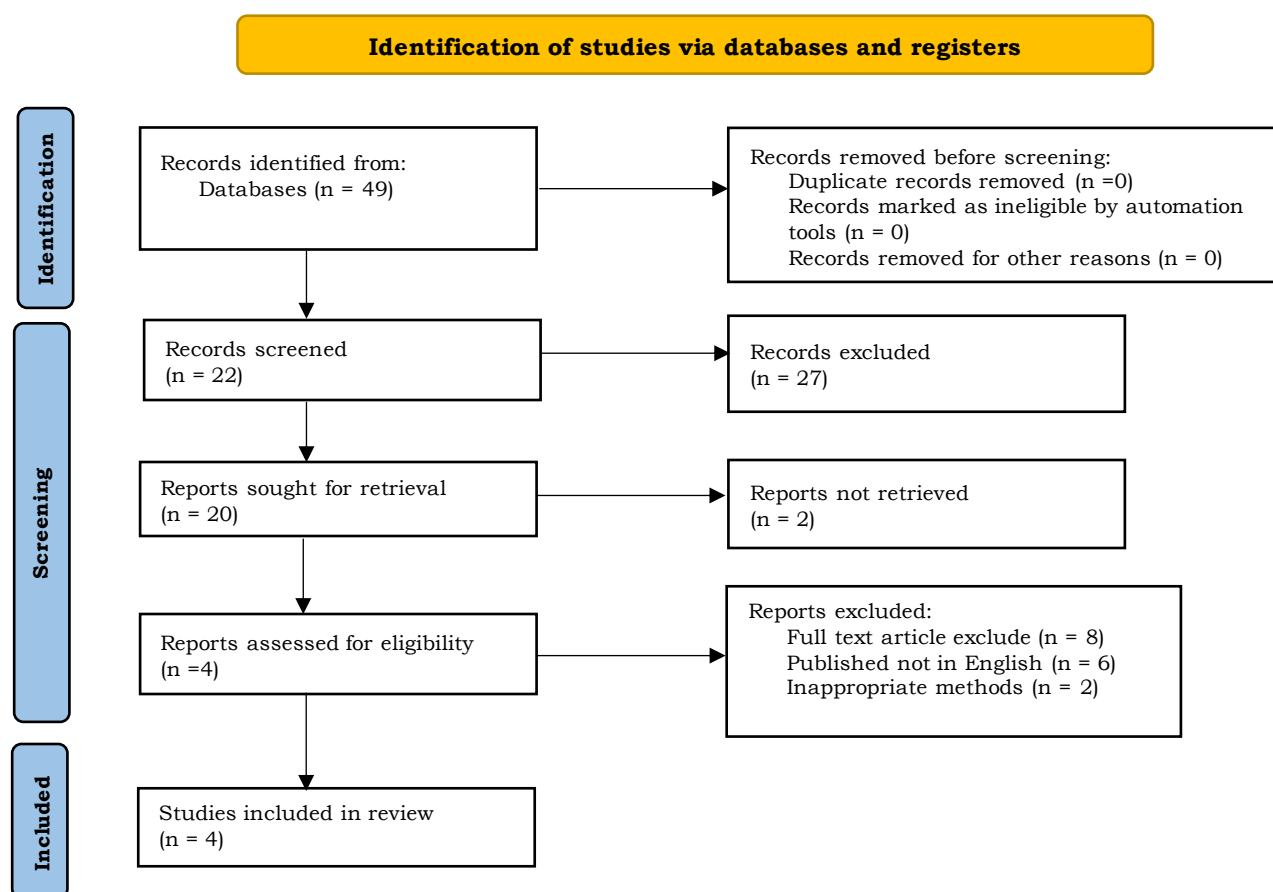 Identification of studies via databases and registers
Identification
Records identified from:
Databases (n = 49)
Records removed before screening:
Duplicate records removed (n =0)
Records marked as ineligible by automation
tools (n = 0)
Records removed for other reasons (n = 0)
Screening
Records screened
(n = 22)
Records excluded
(n = 27)
Reports sought for retrieval
(n = 20)
Reports not retrieved
(n = 2)
Reports assessed for eligibility
(n =4)
Reports excluded:
Full text article exclude (n = 8)
Published not in English (n = 6)
Inappropriate methods (n = 2)
Included
Studies included in review
(n = 4)